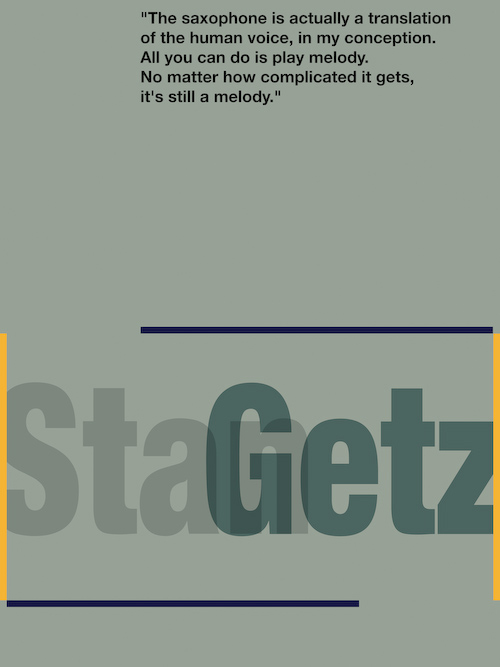 "The saxophone is actually a translation
of the human voice, in my conception.
All you can do is play melody.
No matter how complicated it gets,
it's still a melody."
Stan Getz